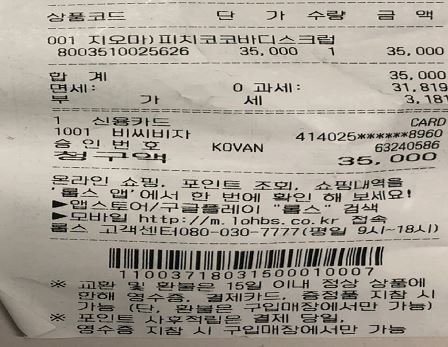 상품코드 단 가 수량 금 액
001 지오마)피치코코바디스크럽
8003510025626 35,000 1 35,000
합 계 35,000
면세: 0 과세: 31,819
부 가 세 3,181
1 신용카드 CARD
1001 비씨비자 414025******8960
승 인 번 호 KOVAN 63240586
청구액 35,000
온라인 쇼핑, 포인트 조회, 쇼핑내역을
'롭스 앱'에서 한 번에 확인 해 보세요!
▶앱스토어/구글플레이 "롭스" 검색
▶모바일 http://m.lohbs.co.kr 접속
롭스 고객센터080-030-7777(평일 9시~18시)
11003718031500010007
※ 교환 및 환불은 15일 이내 정상 상품에
한해 영수증, 결제카드, 증정품 지참 시
가능 (단, 환불은 구입매장에서만 가능)
※ 포인트 사후적립은 결제 당일,
영수증 지참 시 구입매장에서만 가능